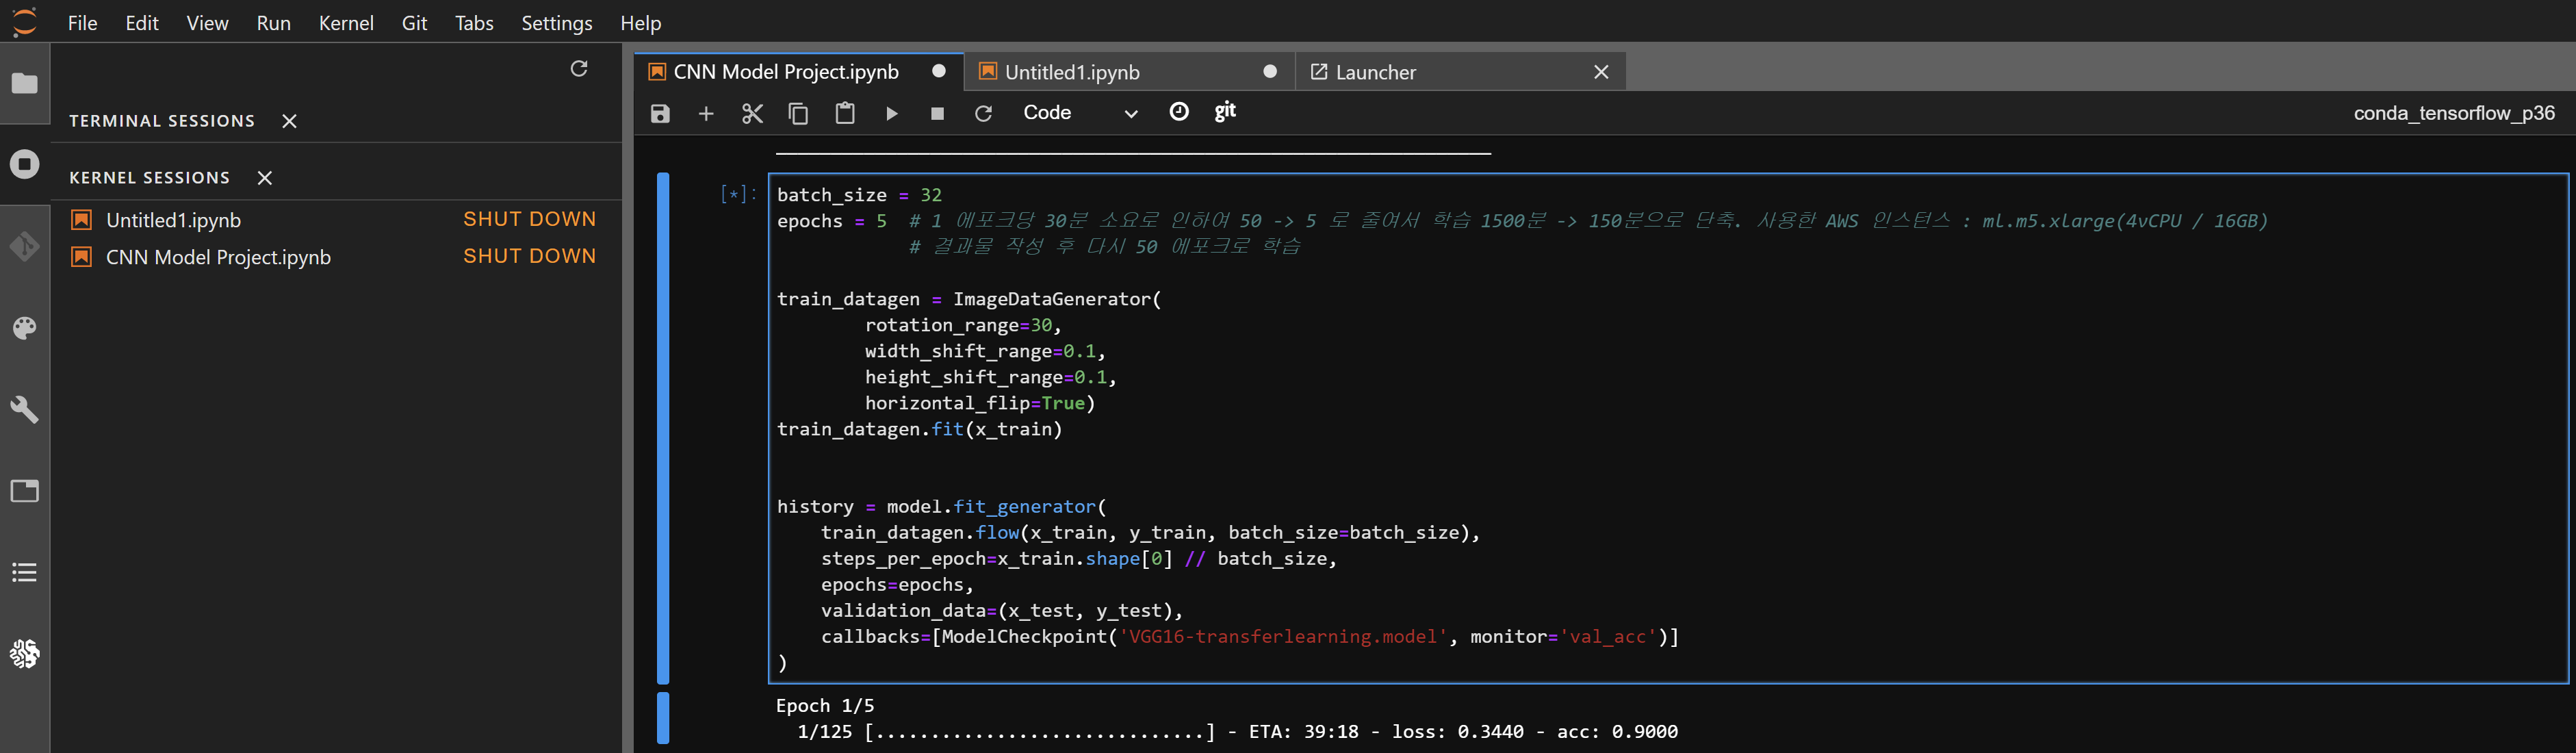 File Edit View Run Kernel Git Tabs Settings Help
TERMINAL SESSIONS
KERNEL SESSIONS
Untitled1.ipynb SHUT DOWN
CNN Model Project.ipynb SHUT DOWN
CNN Model Project.ipynb Untitled1.ipynb Launcher
Code git conda_tensorflow_p36
[*]:
batch_size = 32
epochs = 5 # 1 에포크당 30분 소요로 인하여 50 -> 5 로 줄여서 학습 1500분 -> 150분으로 단축. 사용한 AWS 인스턴스 : ml.m5.xlarge(4vCPU / 16GB)
# 결과물 작성 후 다시 50 에포크로 학습
train_datagen = ImageDataGenerator(
rotation_range=30,
width_shift_range=0.1,
height_shift_range=0.1,
horizontal_flip=True)
train_datagen.fit(x_train)
history = model.fit_generator(
train_datagen.flow(x_train, y_train, batch_size=batch_size),
steps_per_epoch=x_train.shape[0] // batch_size,
epochs=epochs,
validation_data=(x_test, y_test),
callbacks=[ModelCheckpoint('VGG16-transferlearning.model', monitor='val_acc')]
)
Epoch 1/5
1/125 [..............................] - ETA: 39:18 - loss: 0.3440 - acc: 0.9000